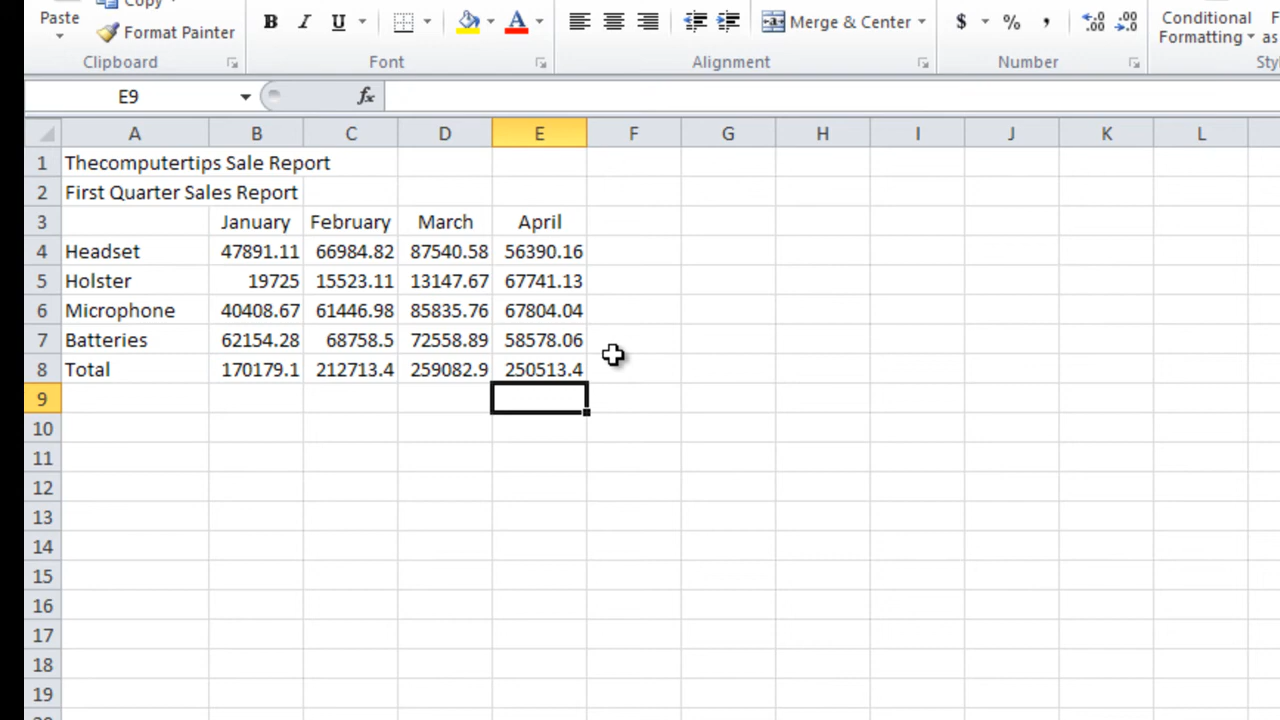 Copy
Paste
Format Painter
B I U A
Merge & Center
$ % ,
.00 .0
.00
Conditional
Formatting as
Clipboard Font Alignment Number
E9 fx
A B C D E F G H I J K L
1 Thecomputertips Sale Report
2 First Quarter Sales Report
3 January February March April
4 Headset 47891.11 66984.82 87540.58 56390.16
5 Holster 19725 15523.11 13147.67 67741.13
6 Microphone 40408.67 61446.98 85835.76 67804.04
7 Batteries 62154.28 68758.5 72558.89 58578.06
8 Total 170179.1 212713.4 259082.9 250513.4
9
10
11
12
13
14
15
16
17
18
19